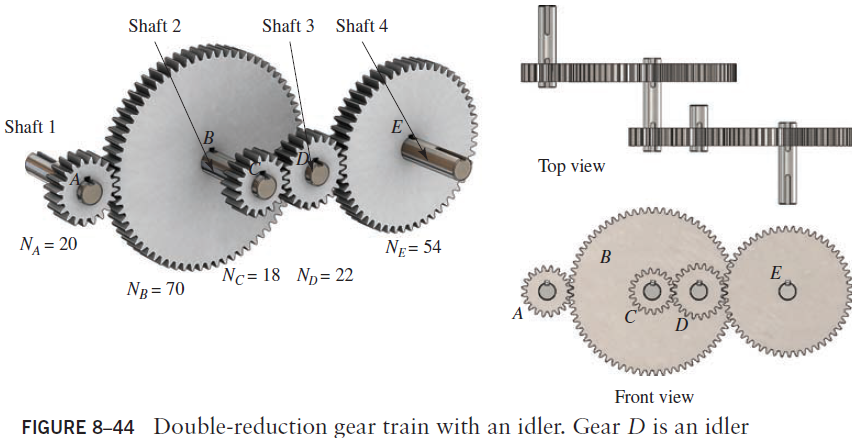 Shaft 2 Shaft 3 Shaft 4
Shaft 1
A B C D E
N_A = 20
N_B = 70
N_C = 18 N_D = 22
N_E = 54
Top view
A B C D E
Front view
FIGURE 8–44 Double-reduction gear train with an idler. Gear D is an idler